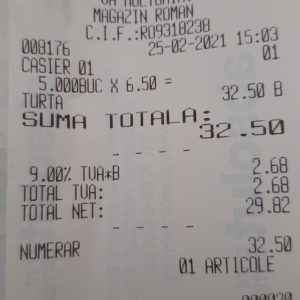 MAGAZIN ROMAN
C.I.F.:RO9318238
008176 25-02-2021 15:03
CASIER 01 01
5.000BUC X 6.50 =
TURTA 32.50 B
SUMA TOTALA:
32.50
- - - -
9.00% TVA*B 2.68
TOTAL TVA: 2.68
TOTAL NET: 29.82
- - - -
NUMERAR 32.50
01 ARTICOLE